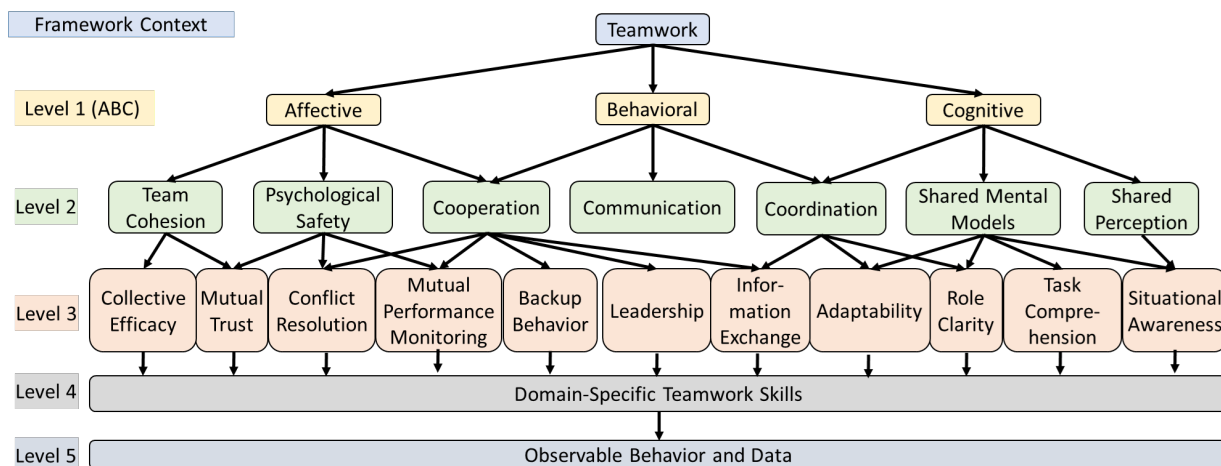 Framework Context
Teamwork
Level 1 (ABC)
Affective
Behavioral
Cognitive
Level 2
Team
Cohesion
Psychological
Safety
Cooperation
Communication
Coordination
Shared Mental
Models
Shared
Perception
Level 3
Collective
Efficacy
Mutual
Trust
Conflict
Resolution
Mutual
Performance
Monitoring
Backup
Behavior
Leadership
Infor-
mation
Exchange
Adaptability
Role
Clarity
Task
Compre-
hension
Situational
Awareness
Level 4
Domain-Specific Teamwork Skills
Level 5
Observable Behavior and Data